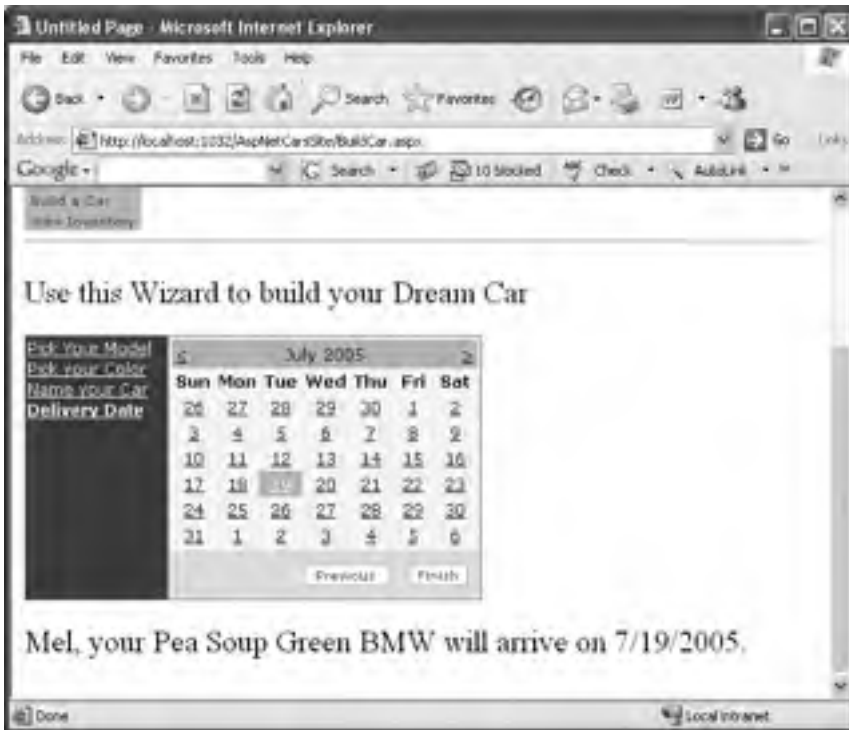 Untitled Page - Microsoft Internet Explorer
File Edit View Favorites Tools Help
Back Search Favorites
Address http://localhost:1032/AspNetCarsSite/BuildCar.aspx Go Links
Google Search 10 blocked Check AutoLink
Build a Car
View Inventory
Use this Wizard to build your Dream Car
Pick Your Model
Pick your Color
Name your Car
Delivery Date
< July 2005 >
Sun Mon Tue Wed Thu Fri Sat
26 27 28 29 30 1 2
3 4 5 6 7 8 9
10 11 12 13 14 15 16
17 18 19 20 21 22 23
24 25 26 27 28 29 30
31 1 2 3 4 5 6
Previous Finish
Mel, your Pea Soup Green BMW will arrive on 7/19/2005.
Done Local intranet